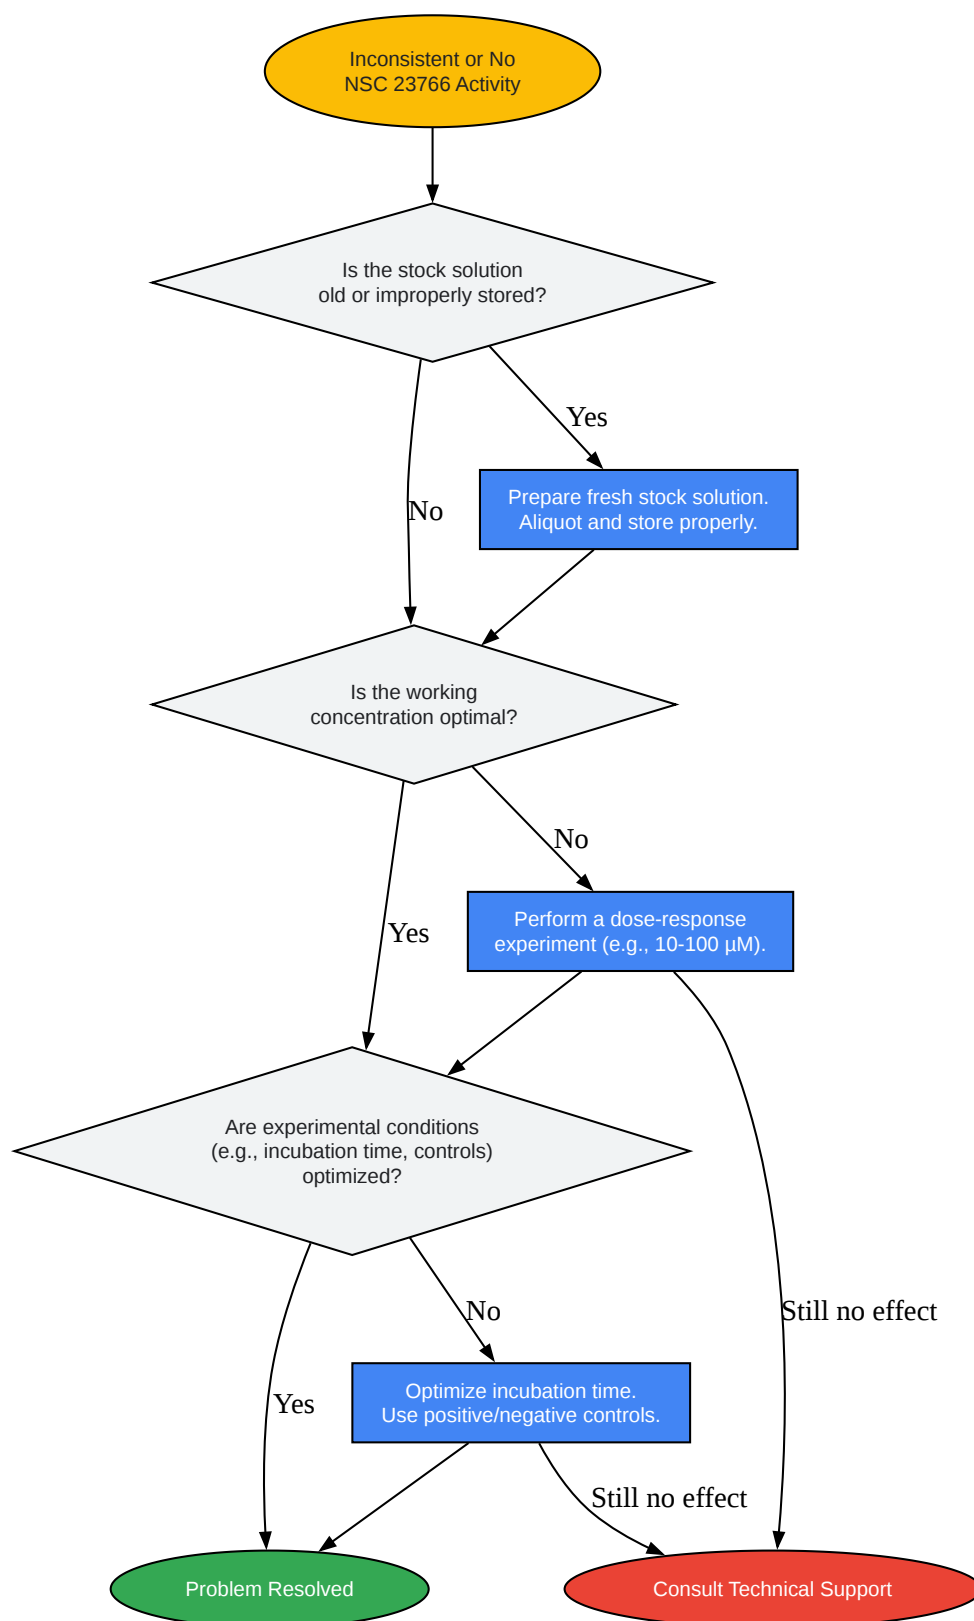 Inconsistent or No
NSC 23766 Activity
Is the stock solution
old or improperly stored?
Yes
Prepare fresh stock solution.
Aliquot and store properly.
No
Is the working
concentration optimal?
No
Perform a dose-response
experiment (e.g., 10-100 µM).
Yes
Are experimental conditions
(e.g., incubation time, controls)
optimized?
No
Still no effect
Optimize incubation time.
Use positive/negative controls.
Yes
Still no effect
Problem Resolved
Consult Technical Support